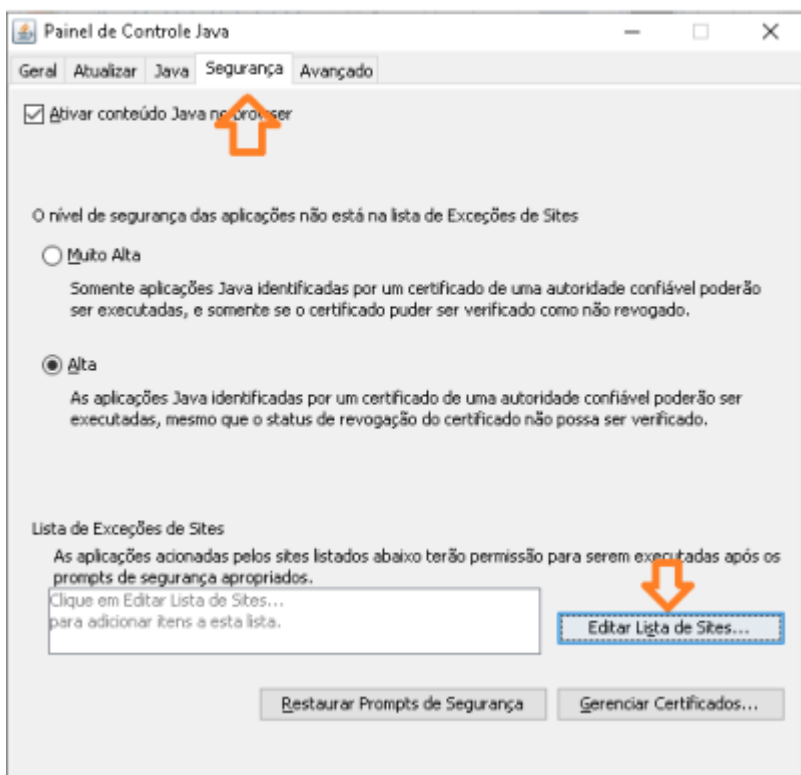 Painel de Controle Java
Geral Atualizar Java Segurança Avançado
Ativar conteúdo Java no browser
O nível de segurança das aplicações não está na lista de Exceções de Sites
Muito Alta
Somente aplicações Java identificadas por um certificado de uma autoridade confiável poderão
ser executadas, e somente se o certificado puder ser verificado como não revogado.
Alta
As aplicações Java identificadas por um certificado de uma autoridade confiável poderão ser
executadas, mesmo que o status de revogação do certificado não possa ser verificado.
Lista de Exceções de Sites
As aplicações acionadas pelos sites listados abaixo terão permissão para serem executadas após os
prompts de segurança apropriados.
Clique em Editar Lista de Sites...
para adicionar itens a esta lista.
Editar Lista de Sites...
Restaurar Prompts de Segurança Gerenciar Certificados...